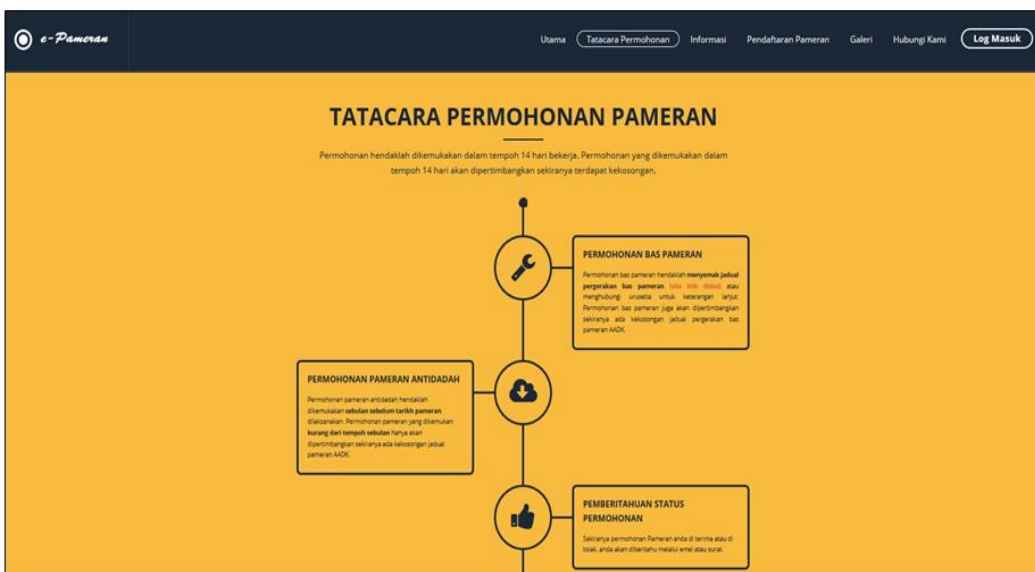 e-Pameran
Utama
Tatacara Permohonan
Informasi
Pendaftaran Pameran
Galeri
Hubungi Kami
Log Masuk
TATACARA PERMOHONAN PAMERAN
Permohonan hendaklah dikemukakan dalam tempoh 14 hari bekerja. Permohonan yang dikemukakan dalam
tempoh 14 hari akan dipertimbangkan sekiranya terdapat kekosongan.
PERMOHONAN BAS PAMERAN
Permohonan bas pameran hendaklah menyemak jadual
pergerakan bas pameran (sila klik disini) atau
menghubungi urusetia untuk keterangan lanjut.
Permohonan bas pameran juga akan dipertimbangkan
sekiranya ada kekosongan jadual pergerakan bas
pameran AADK.
PERMOHONAN PAMERAN ANTIDADAH
Permohonan pameran antidadah hendaklah
dikemukakan sebulan sebelum tarikh pameran
dilaksanakan. Permohonan pameran yang dikemukan
kurang dari tempoh sebulan hanya akan
dipertimbangkan sekiranya ada kekosongan jadual
pameran AADK.
PEMBERITAHUAN STATUS
PERMOHONAN
Sekiranya permohonan Pameran anda di terima atau di
tolak, anda akan diberitahu melalui emel atau surat.